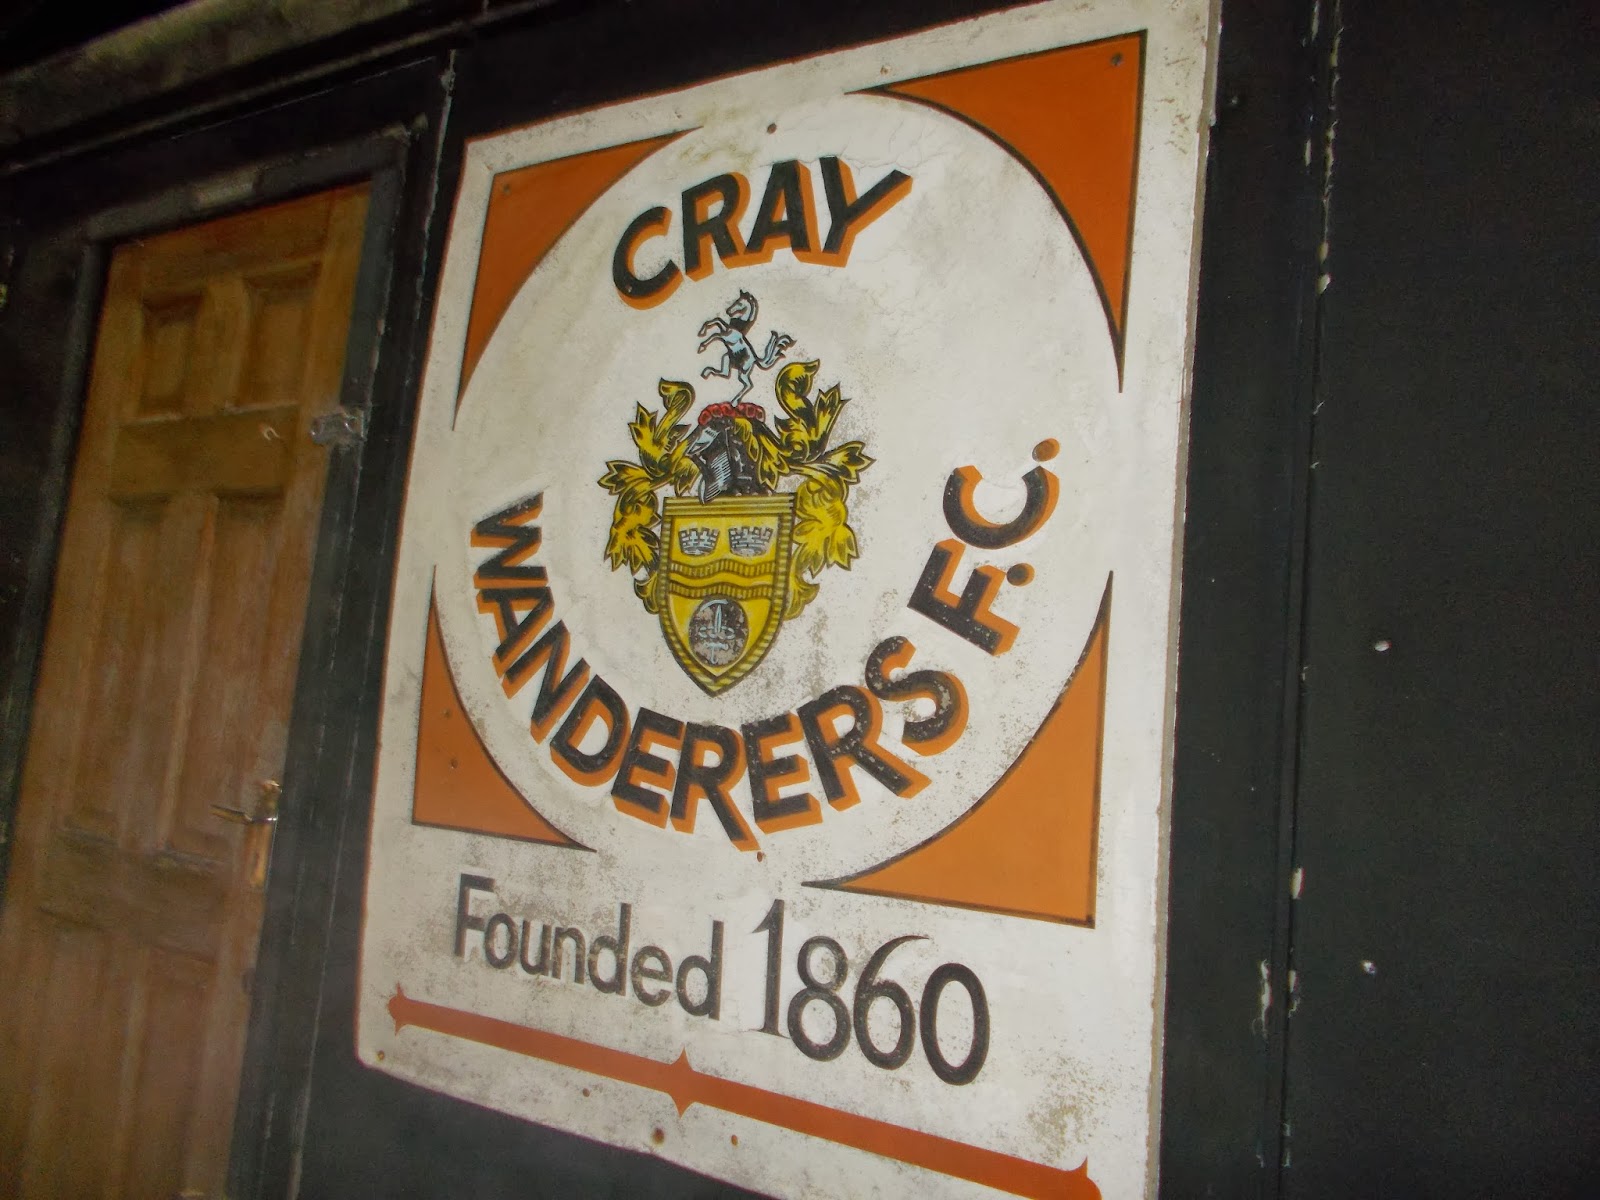 CRAY
WANDERERS F.C.
Founded 1860